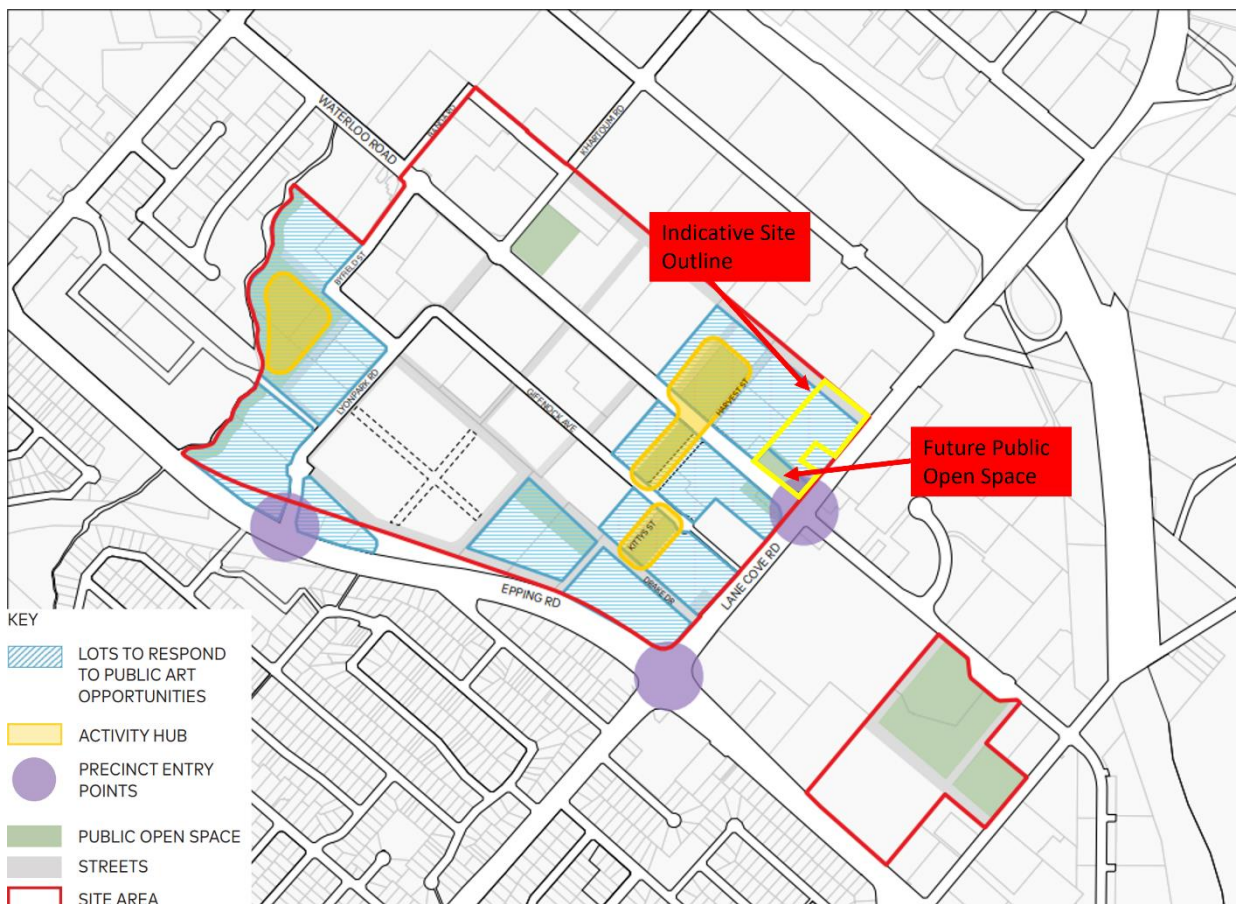 WATERLOO ROAD
KHARTOUM RD
Indicative Site
Outline
BYFIELD ST
LYONPARK RD
GIFFNOCK AVE
HARVEST ST
Future Public
Open Space
KITTYS ST
DRAKE DR
LANE COVE RD
EPPING RD
KEY
LOTS TO RESPOND
TO PUBLIC ART
OPPORTUNITIES
ACTIVITY HUB
PRECINCT ENTRY
POINTS
PUBLIC OPEN SPACE
STREETS
SITE AREA